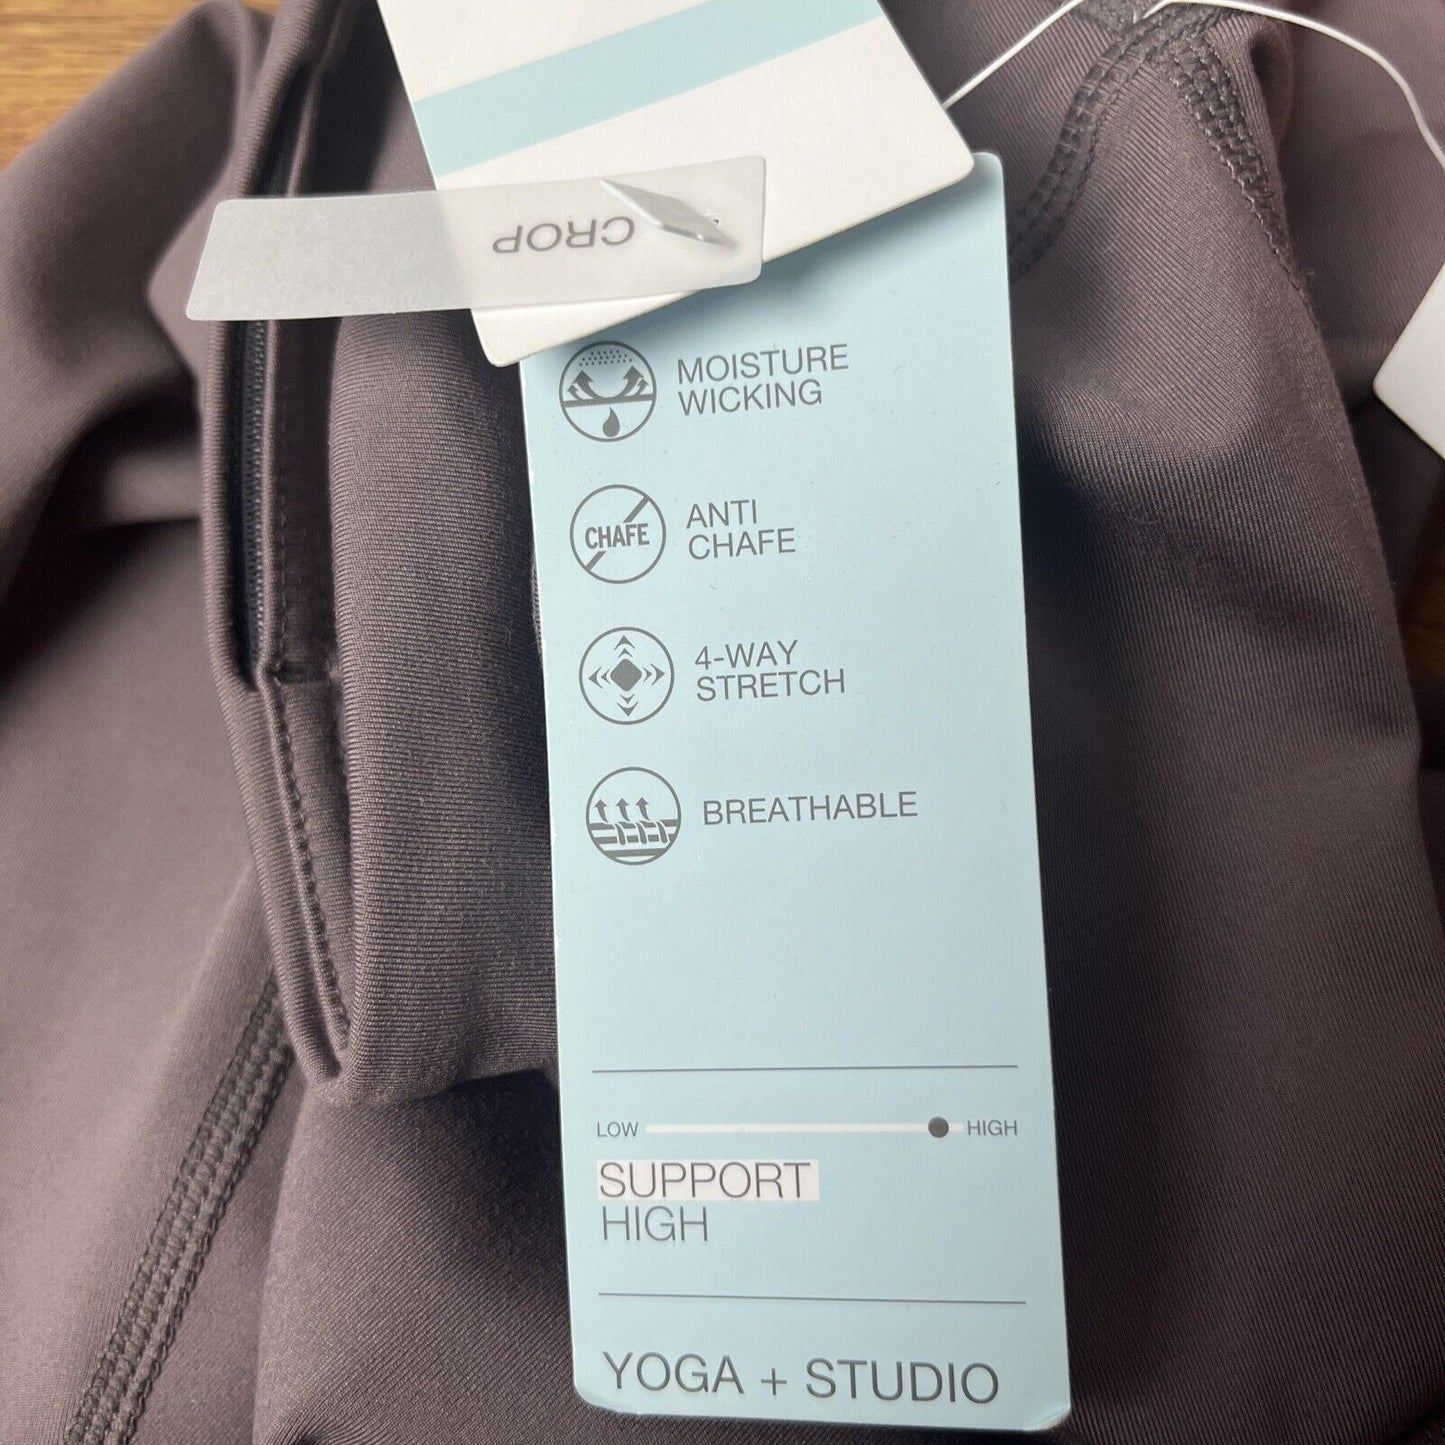 CROP
MOISTURE
WICKING
CHAFE
ANTI
CHAFE
4-WAY
STRETCH
BREATHABLE
LOW HIGH
SUPPORT
HIGH
YOGA + STUDIO